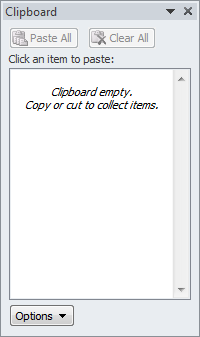 Clipboard
Paste All
Clear All
Click an item to paste:
Clipboard empty.
Copy or cut to collect items.
Options